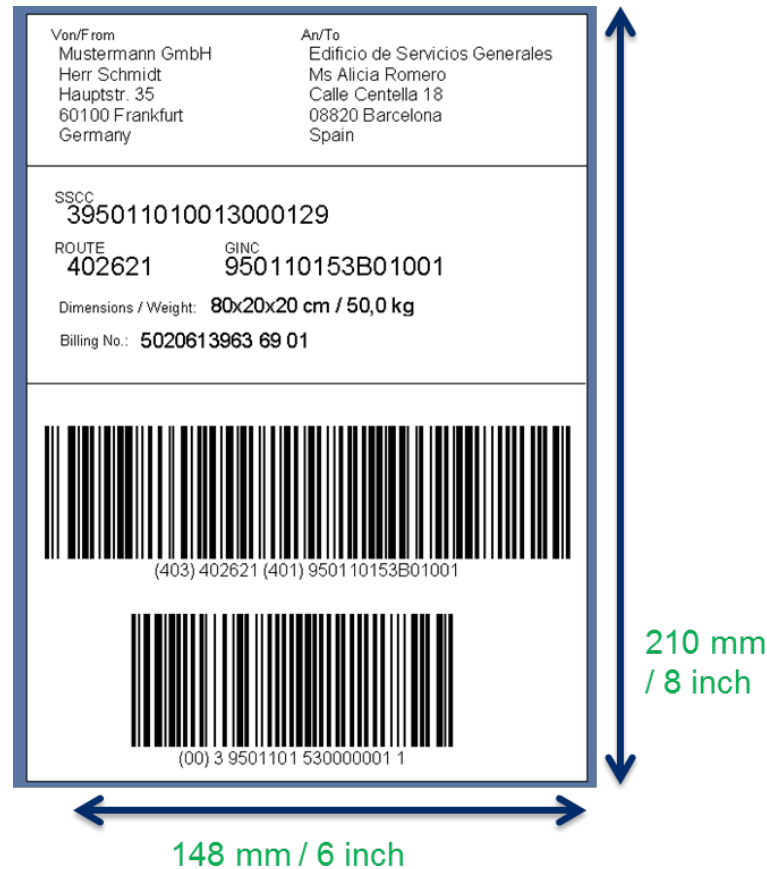 Von/From
Mustermann GmbH
Herr Schmidt
Hauptstr. 35
60100 Frankfurt
Germany
An/To
Edificio de Servicios Generales
Ms Alicia Romero
Calle Centella 18
08820 Barcelona
Spain
SSCC
395011010013000129
ROUTE
402621
GINC
950110153B01001
Dimensions / Weight: 80x20x20 cm / 50,0 kg
Billing No.: 5020613963 69 01
(403) 402621 (401) 950110153B01001
(00) 3 9501101 530000001 1
210 mm
/ 8 inch
148 mm / 6 inch